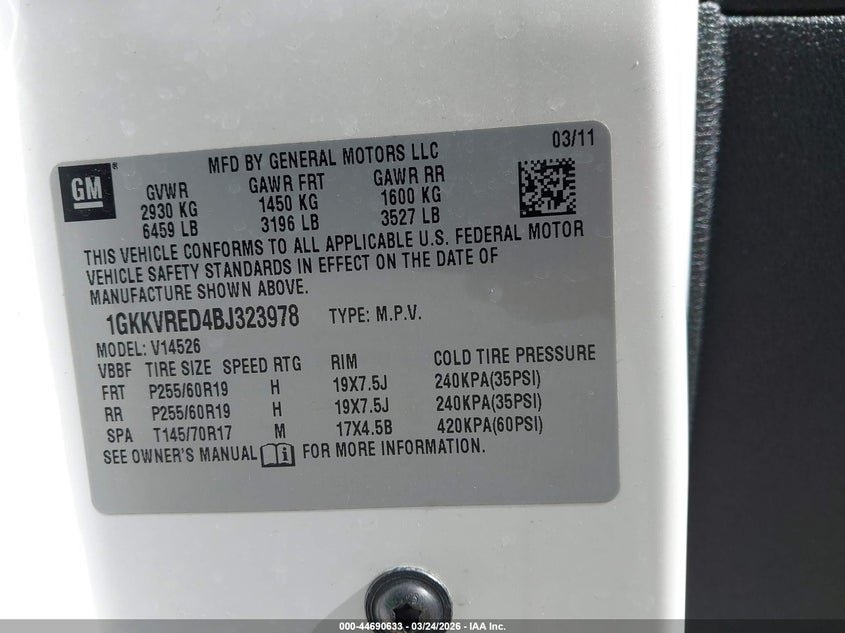 GM
®
MFD BY GENERAL MOTORS LLC
03/11
GVWR GAWR FRT GAWR RR
2930 KG 1450 KG 1600 KG
6459 LB 3196 LB 3527 LB
THIS VEHICLE CONFORMS TO ALL APPLICABLE U.S. FEDERAL MOTOR
VEHICLE SAFETY STANDARDS IN EFFECT ON THE DATE OF
MANUFACTURE SHOWN ABOVE.
1GKKVRED4BJ323978 TYPE: M.P.V.
MODEL: V14526
VBBF TIRE SIZE SPEED RTG RIM COLD TIRE PRESSURE
FRT P255/60R19 H 19X7.5J 240KPA(35PSI)
RR P255/60R19 H 19X7.5J 240KPA(35PSI)
SPA T145/70R17 M 17X4.5B 420KPA(60PSI)
SEE OWNER'S MANUAL i FOR MORE INFORMATION.
000-44690633 - 03/24/2026 - IAA Inc.